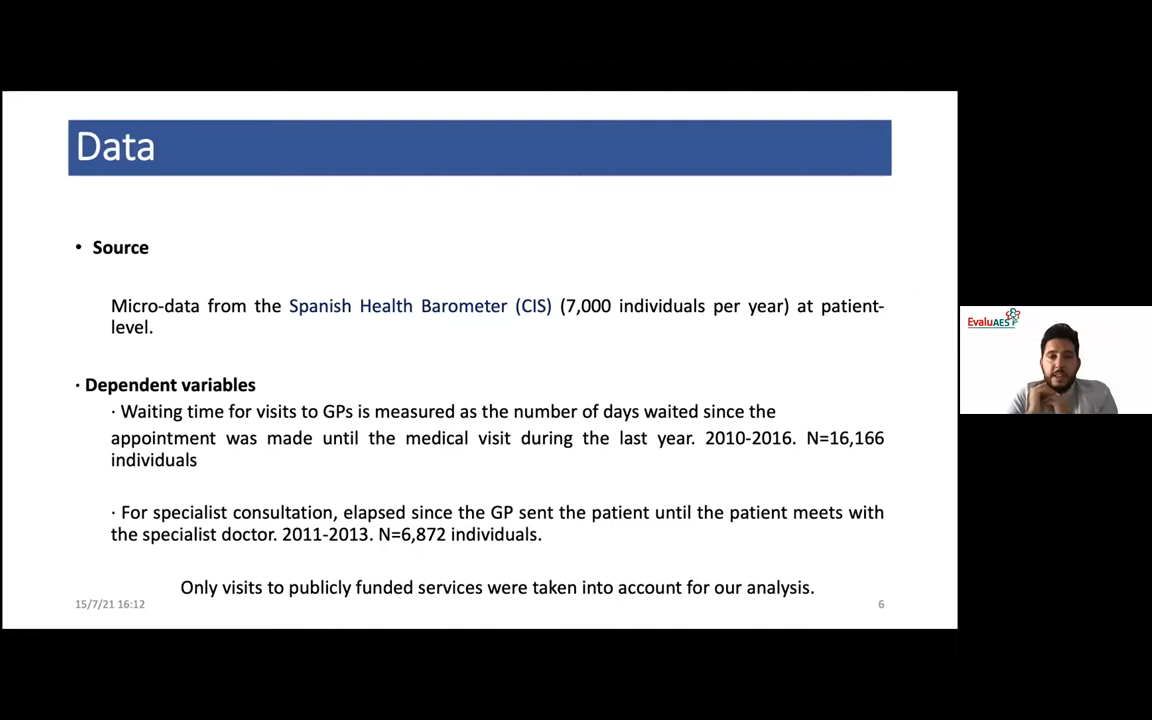 Data
• Source
Micro-data from the Spanish Health Barometer (CIS) (7,000 individuals per year) at patient-
level.
· Dependent variables
· Waiting time for visits to GPs is measured as the number of days waited since the
appointment was made until the medical visit during the last year. 2010-2016. N=16,166
individuals
· For specialist consultation, elapsed since the GP sent the patient until the patient meets with
the specialist doctor. 2011-2013. N=6,872 individuals.
Only visits to publicly funded services were taken into account for our analysis.
15/7/21 16:12
6
EvaluAES